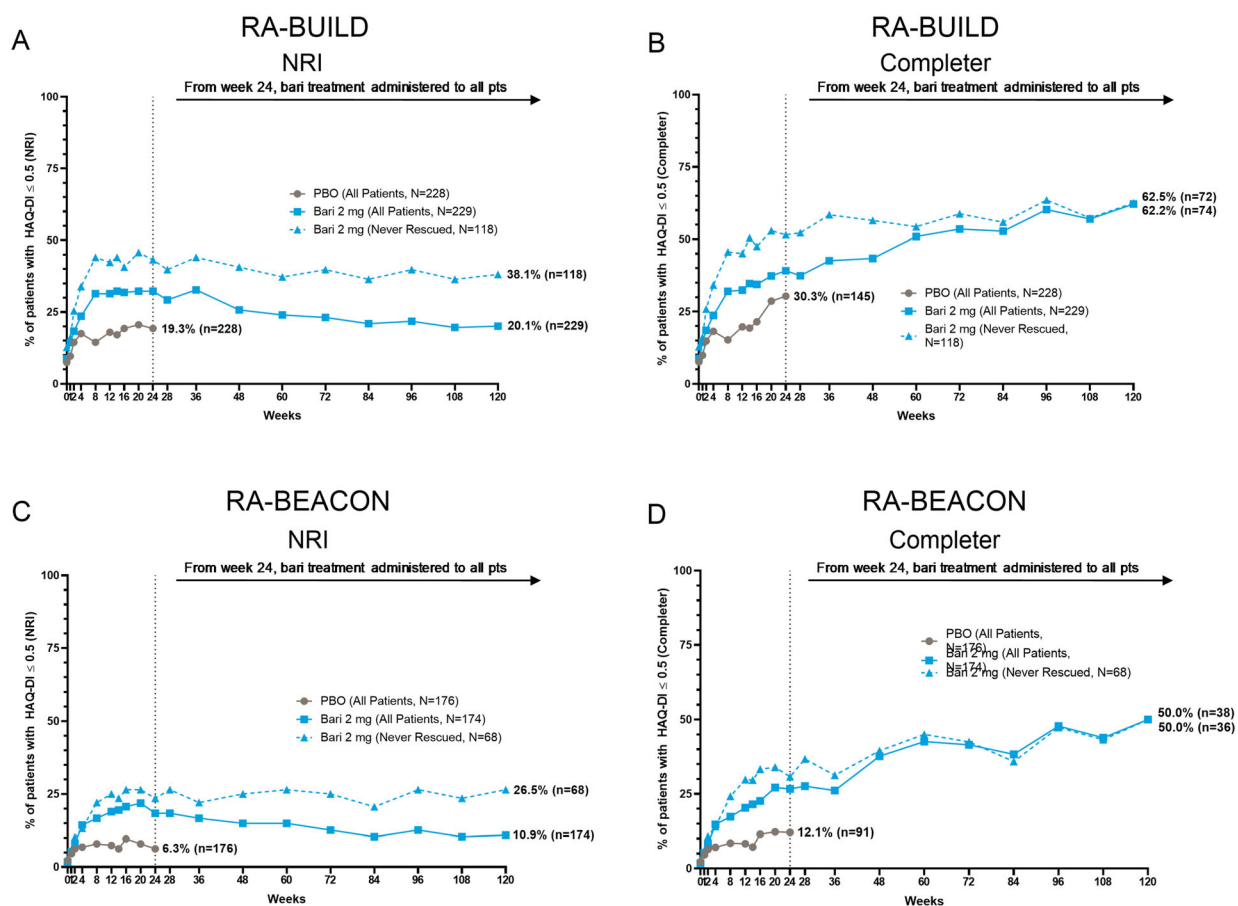 A
RA-BUILD
NRI
From week 24, bari treatment administered to all pts
% of patients with HAQ-DI ≤ 0.5 (NRI)
100
75
50
25
0
PBO (All Patients, N=228)
Bari 2 mg (All Patients, N=229)
Bari 2 mg (Never Rescued, N=118)
38.1% (n=118)
19.3% (n=228)
20.1% (n=229)
0 1 2 4 8 12 16 20 24 28 36 48 60 72 84 96 108 120
Weeks
B
RA-BUILD
Completer
From week 24, bari treatment administered to all pts
% of patients with HAQ-DI ≤ 0.5 (Completer)
100
75
50
25
0
62.5% (n=72)
62.2% (n=74)
30.3% (n=145)
PBO (All Patients, N=228)
Bari 2 mg (All Patients, N=229)
Bari 2 mg (Never Rescued,
N=118)
0 1 2 4 8 12 16 20 24 28 36 48 60 72 84 96 108 120
Weeks
C
RA-BEACON
NRI
From week 24, bari treatment administered to all pts
% of patients with HAQ-DI ≤ 0.5 (NRI)
100
75
50
25
0
PBO (All Patients, N=176)
Bari 2 mg (All Patients, N=174)
Bari 2 mg (Never Rescued, N=68)
26.5% (n=68)
10.9% (n=174)
6.3% (n=176)
0 1 2 4 8 12 16 20 24 28 36 48 60 72 84 96 108 120
Weeks
D
RA-BEACON
Completer
From week 24, bari treatment administered to all pts
% of patients with HAQ-DI ≤ 0.5 (Completer)
100
75
50
25
0
PBO (All Patients,
N=176)
Bari 2 mg (All Patients,
N=174)
Bari 2 mg (Never Rescued, N=68)
50.0% (n=38)
50.0% (n=36)
12.1% (n=91)
0 1 2 4 8 12 16 20 24 28 36 48 60 72 84 96 108 120
Weeks